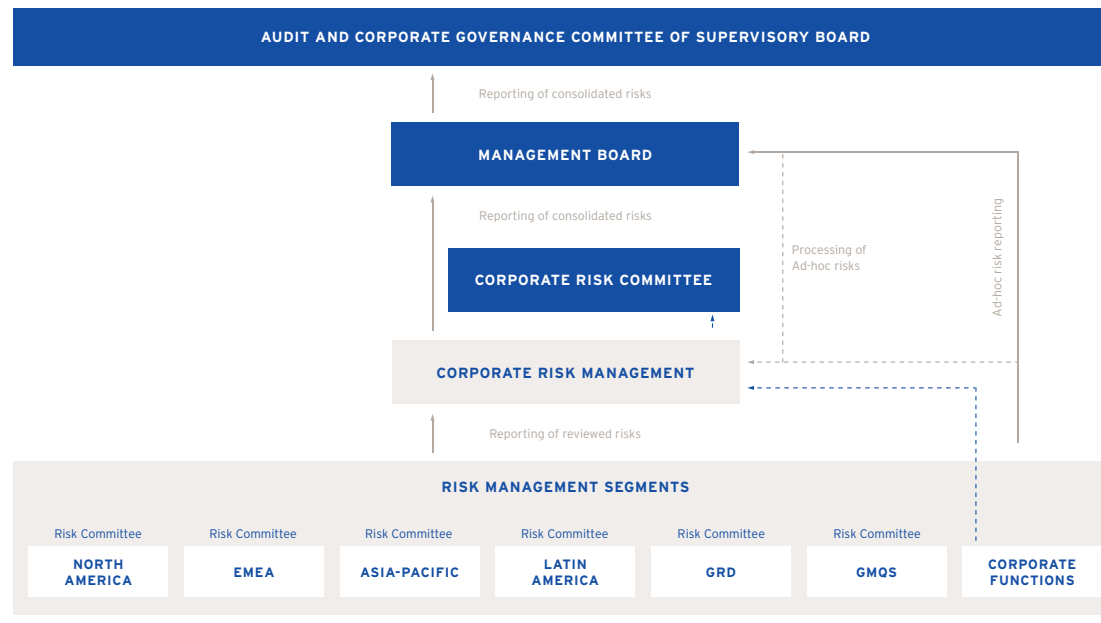 AUDIT AND CORPORATE GOVERNANCE COMMITTEE OF SUPERVISORY BOARD
Reporting of consolidated risks
MANAGEMENT BOARD
Reporting of consolidated risks
Processing of
Ad-hoc risks
Ad-hoc risk reporting
CORPORATE RISK COMMITTEE
CORPORATE RISK MANAGEMENT
Reporting of reviewed risks
RISK MANAGEMENT SEGMENTS
Risk Committee
NORTH
AMERICA
Risk Committee
EMEA
Risk Committee
ASIA-PACIFIC
Risk Committee
LATIN
AMERICA
Risk Committee
GRD
Risk Committee
GMQS
CORPORATE
FUNCTIONS